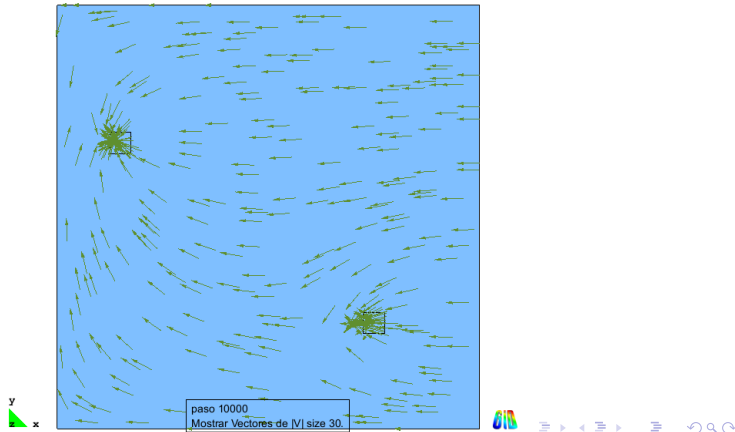 y
z x
paso 10000
Mostrar Vectores de |V| size 30.
GiD